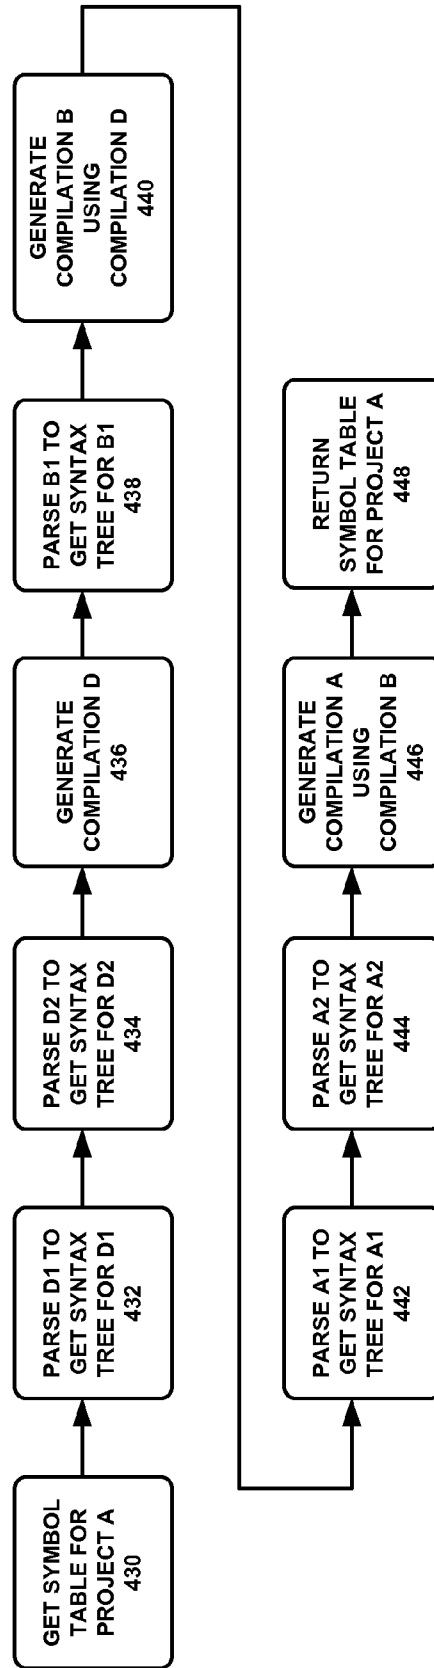 GET SYMBOL
TABLE FOR
PROJECT A
430
PARSE D1 TO
GET SYNTAX
TREE FOR D1
432
PARSE D2 TO
GET SYNTAX
TREE FOR D2
434
GENERATE
COMPILATION D
436
PARSE B1 TO
GET SYNTAX
TREE FOR B1
438
GENERATE
COMPILATION B
USING
COMPILATION D
440
PARSE A1 TO
GET SYNTAX
TREE FOR A1
442
PARSE A2 TO
GET SYNTAX
TREE FOR A2
444
GENERATE
COMPILATION A
USING
COMPILATION B
446
RETURN
SYMBOL TABLE
FOR PROJECT A
448